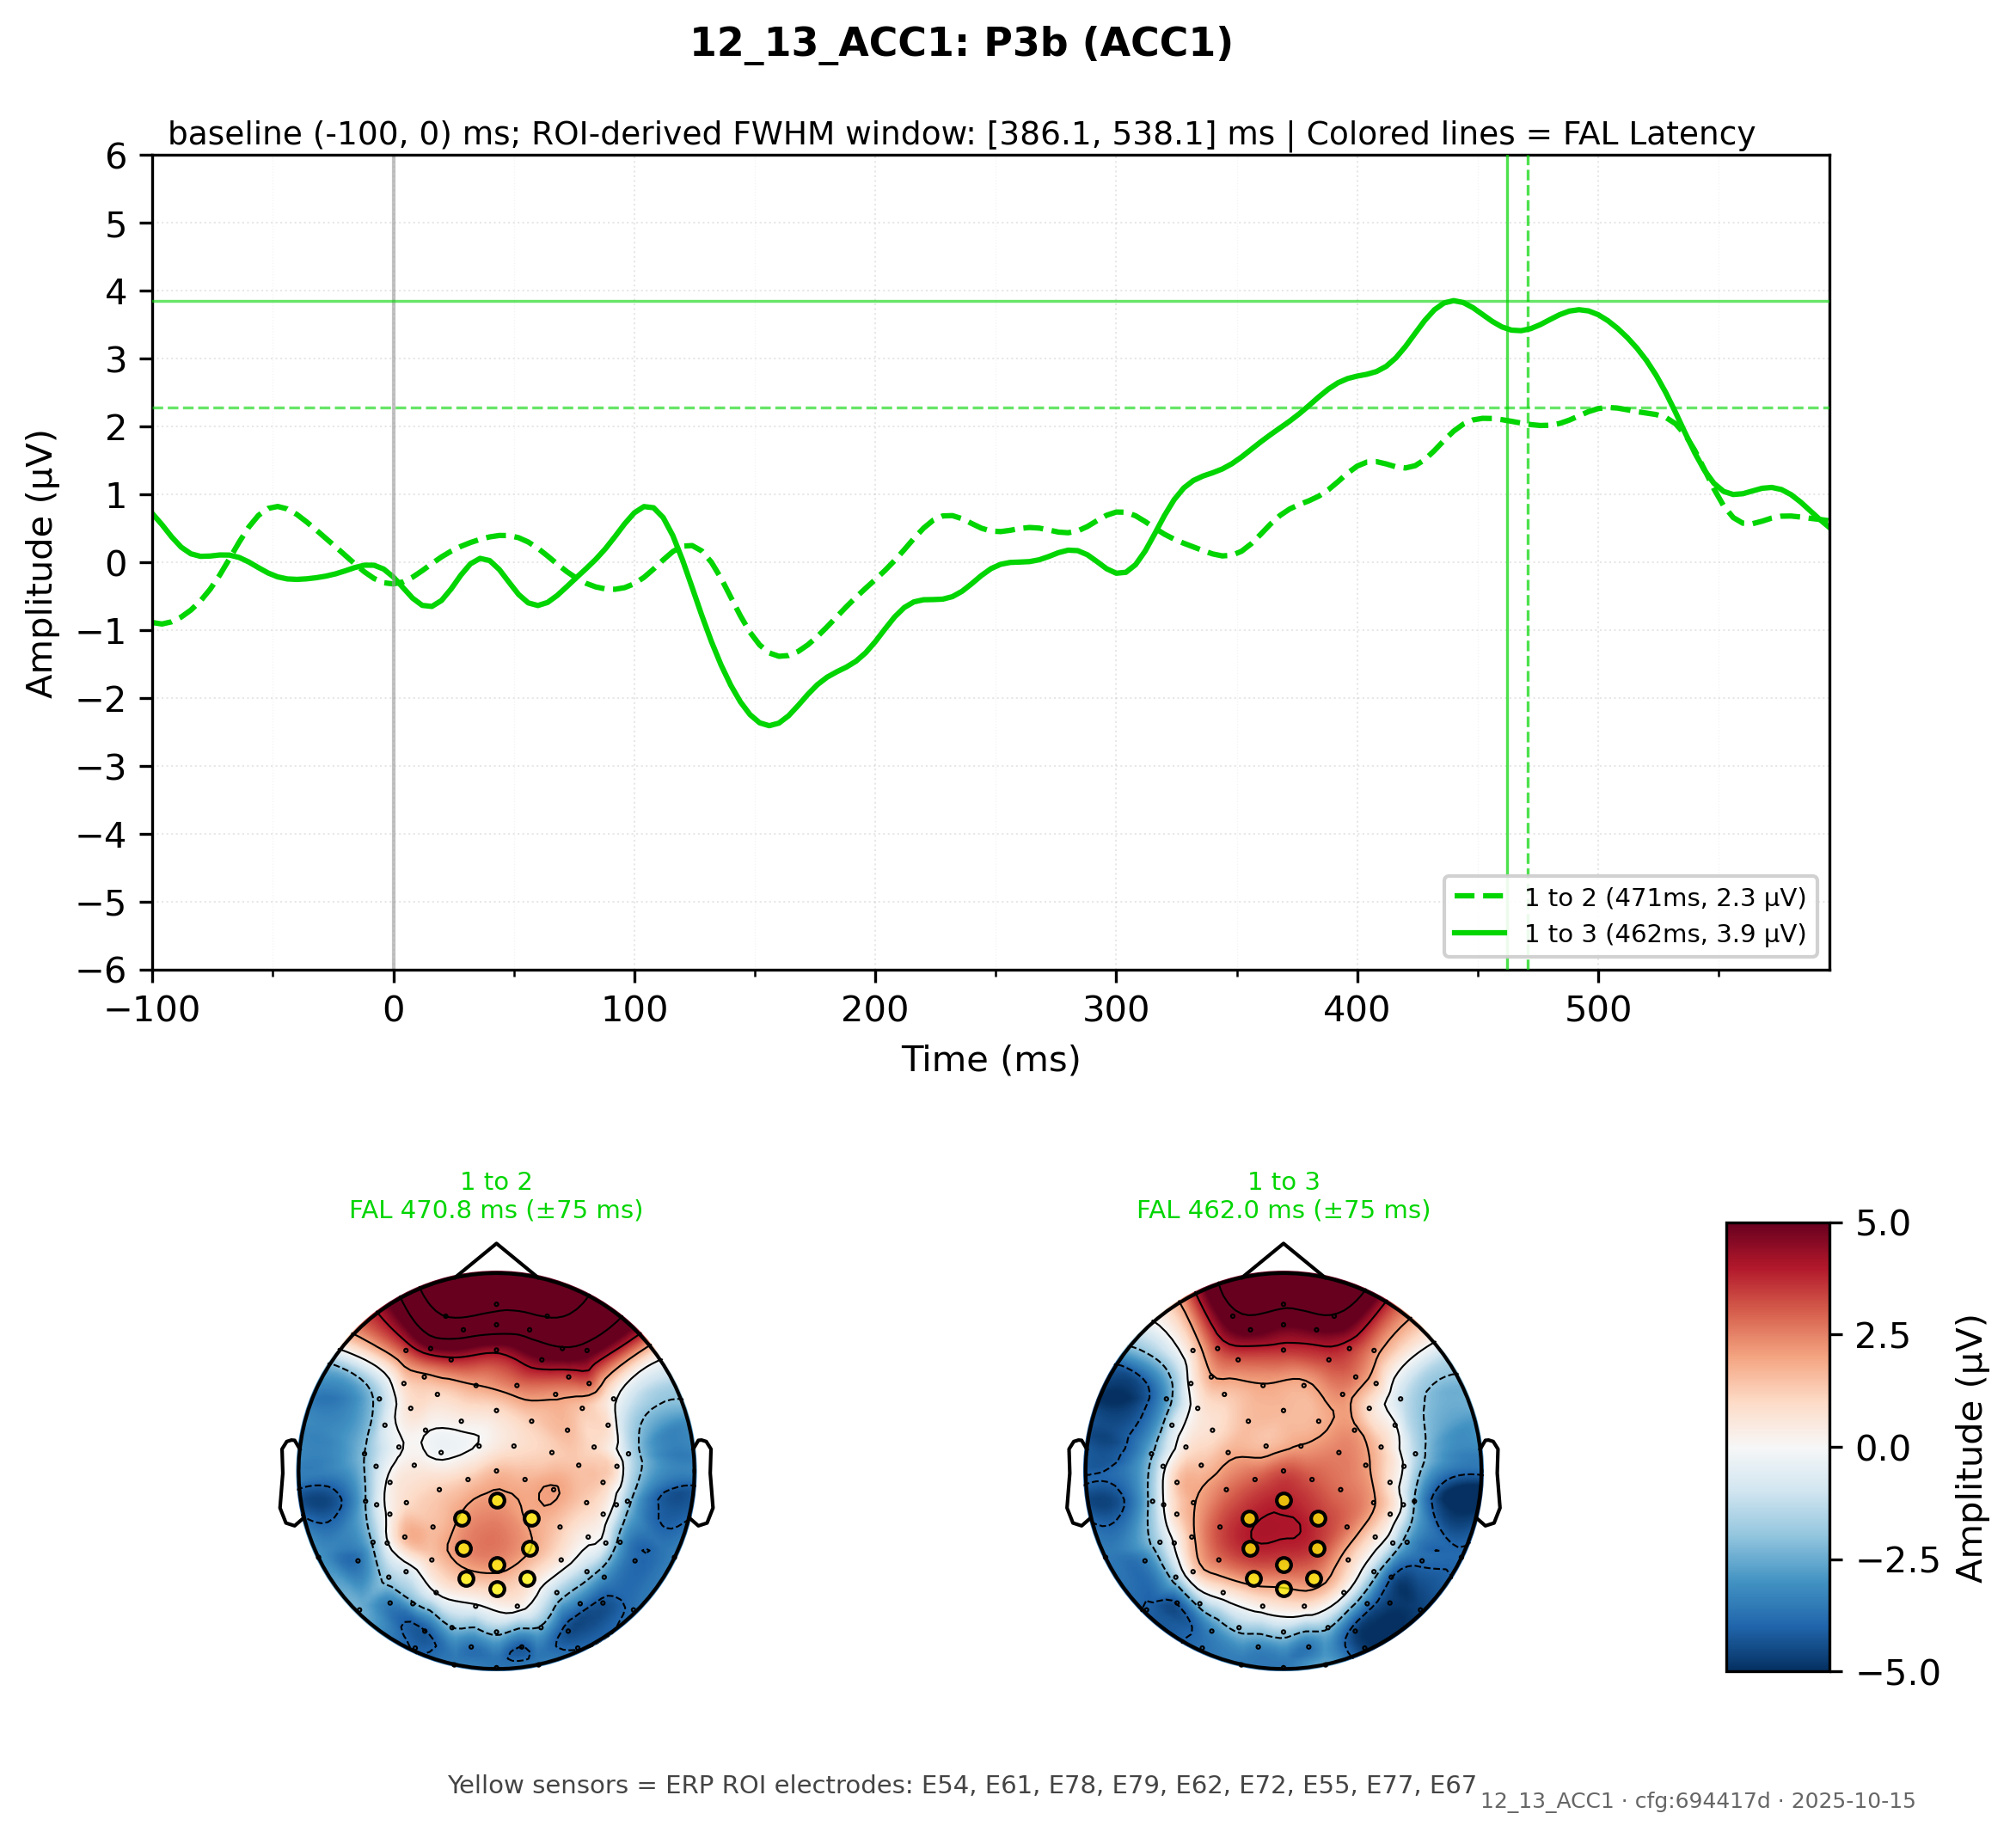 12_13_ACC1: P3b (ACC1)
baseline (-100, 0) ms; ROI-derived FWHM window: [386.1, 538.1] ms | Colored lines = FAL Latency
6
5
4
3
2
1
0
−1
−2
−3
−4
−5
−6
Amplitude (µV)
1 to 2 (471ms, 2.3 µV)
1 to 3 (462ms, 3.9 µV)
−100 0 100 200 300 400 500
Time (ms)
1 to 2
FAL 470.8 ms (±75 ms)
1 to 3
FAL 462.0 ms (±75 ms)
5.0
2.5
0.0
−2.5
−5.0
Amplitude (µV)
Yellow sensors = ERP ROI electrodes: E54, E61, E78, E79, E62, E72, E55, E77, E67
12_13_ACC1 · cfg:694417d · 2025-10-15